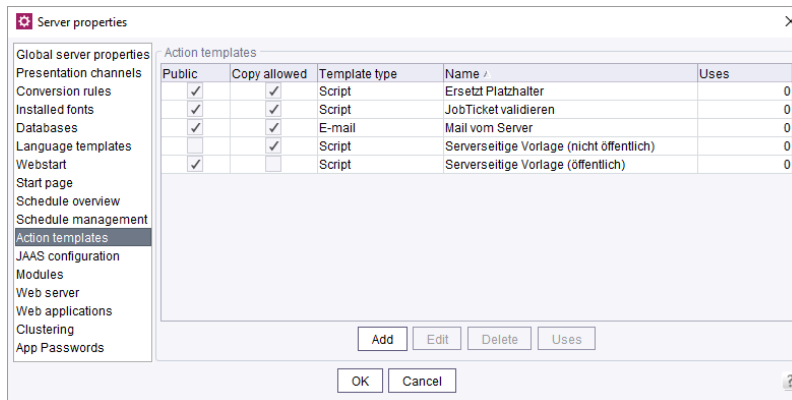 Server properties
Global server properties
Presentation channels
Conversion rules
Installed fonts
Databases
Language templates
Webstart
Start page
Schedule overview
Schedule management
Action templates
JAAS configuration
Modules
Web server
Web applications
Clustering
App Passwords
Action templates
Public Copy allowed Template type Name Uses
Script Ersetzt Platzhalter 0
Script JobTicket validieren 0
E-mail Mail vom Server 0
Script Serverseitige Vorlage (nicht öffentlich) 0
Script Serverseitige Vorlage (öffentlich) 0
Add Edit Delete Uses
OK Cancel
?